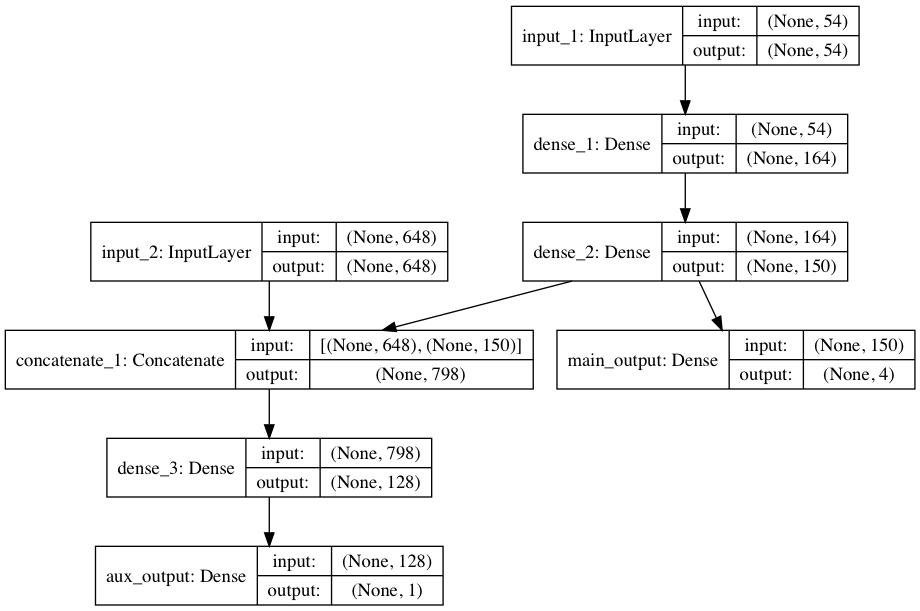 input_1: InputLayer
input: (None, 54)
output: (None, 54)
dense_1: Dense
input: (None, 54)
output: (None, 164)
input_2: InputLayer
input: (None, 648)
output: (None, 648)
dense_2: Dense
input: (None, 164)
output: (None, 150)
concatenate_1: Concatenate
input: [(None, 648), (None, 150)]
output: (None, 798)
main_output: Dense
input: (None, 150)
output: (None, 4)
dense_3: Dense
input: (None, 798)
output: (None, 128)
aux_output: Dense
input: (None, 128)
output: (None, 1)